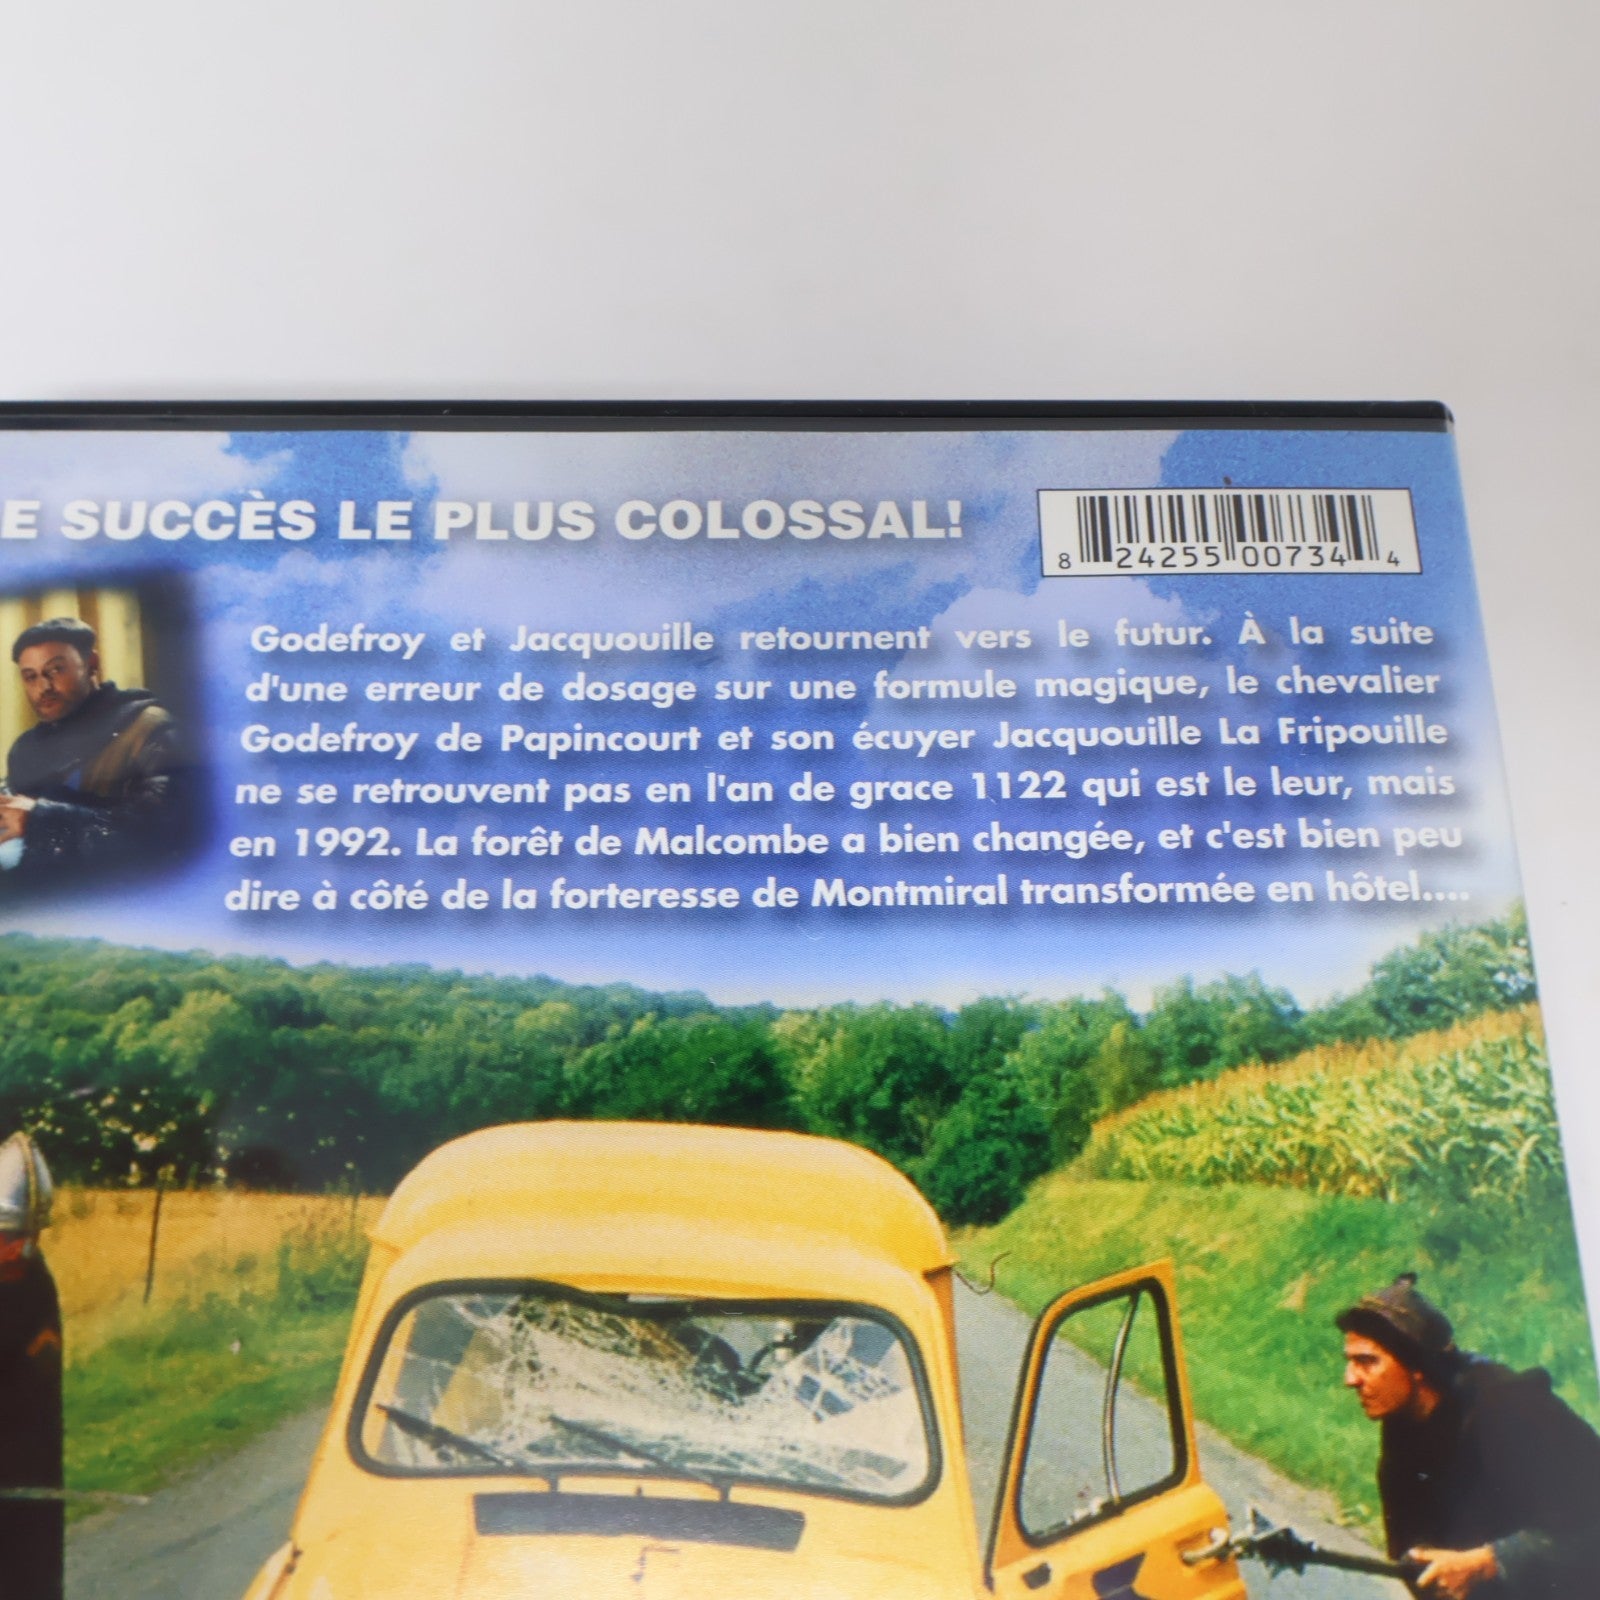 E SUCCÈS LE PLUS COLOSSAL!
8 24255 00734 4
Godefroy et Jacquouille retournent vers le futur. À la suite
d'une erreur de dosage sur une formule magique, le chevalier
Godefroy de Papincourt et son écuyer Jacquouille La Fripouille
ne se retrouvent pas en l'an de grace 1122 qui est le leur, mais
en 1992. La forêt de Malcombe a bien changée, et c'est bien peu
dire à côté de la forteresse de Montmiral transformée en hôtel....